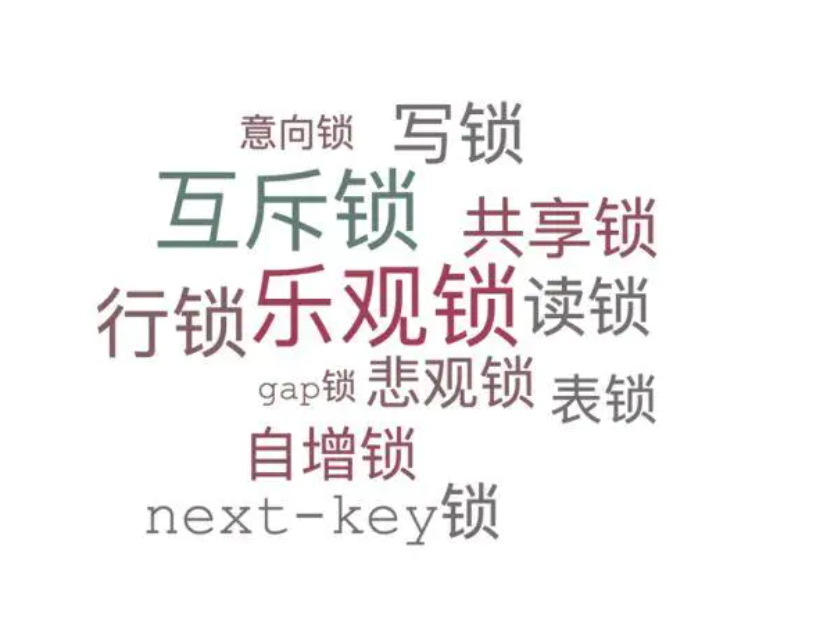 意向锁 写锁
互斥锁 共享锁
行锁 乐观锁 读锁
gap锁 悲观锁 表锁
自增锁
next-key锁